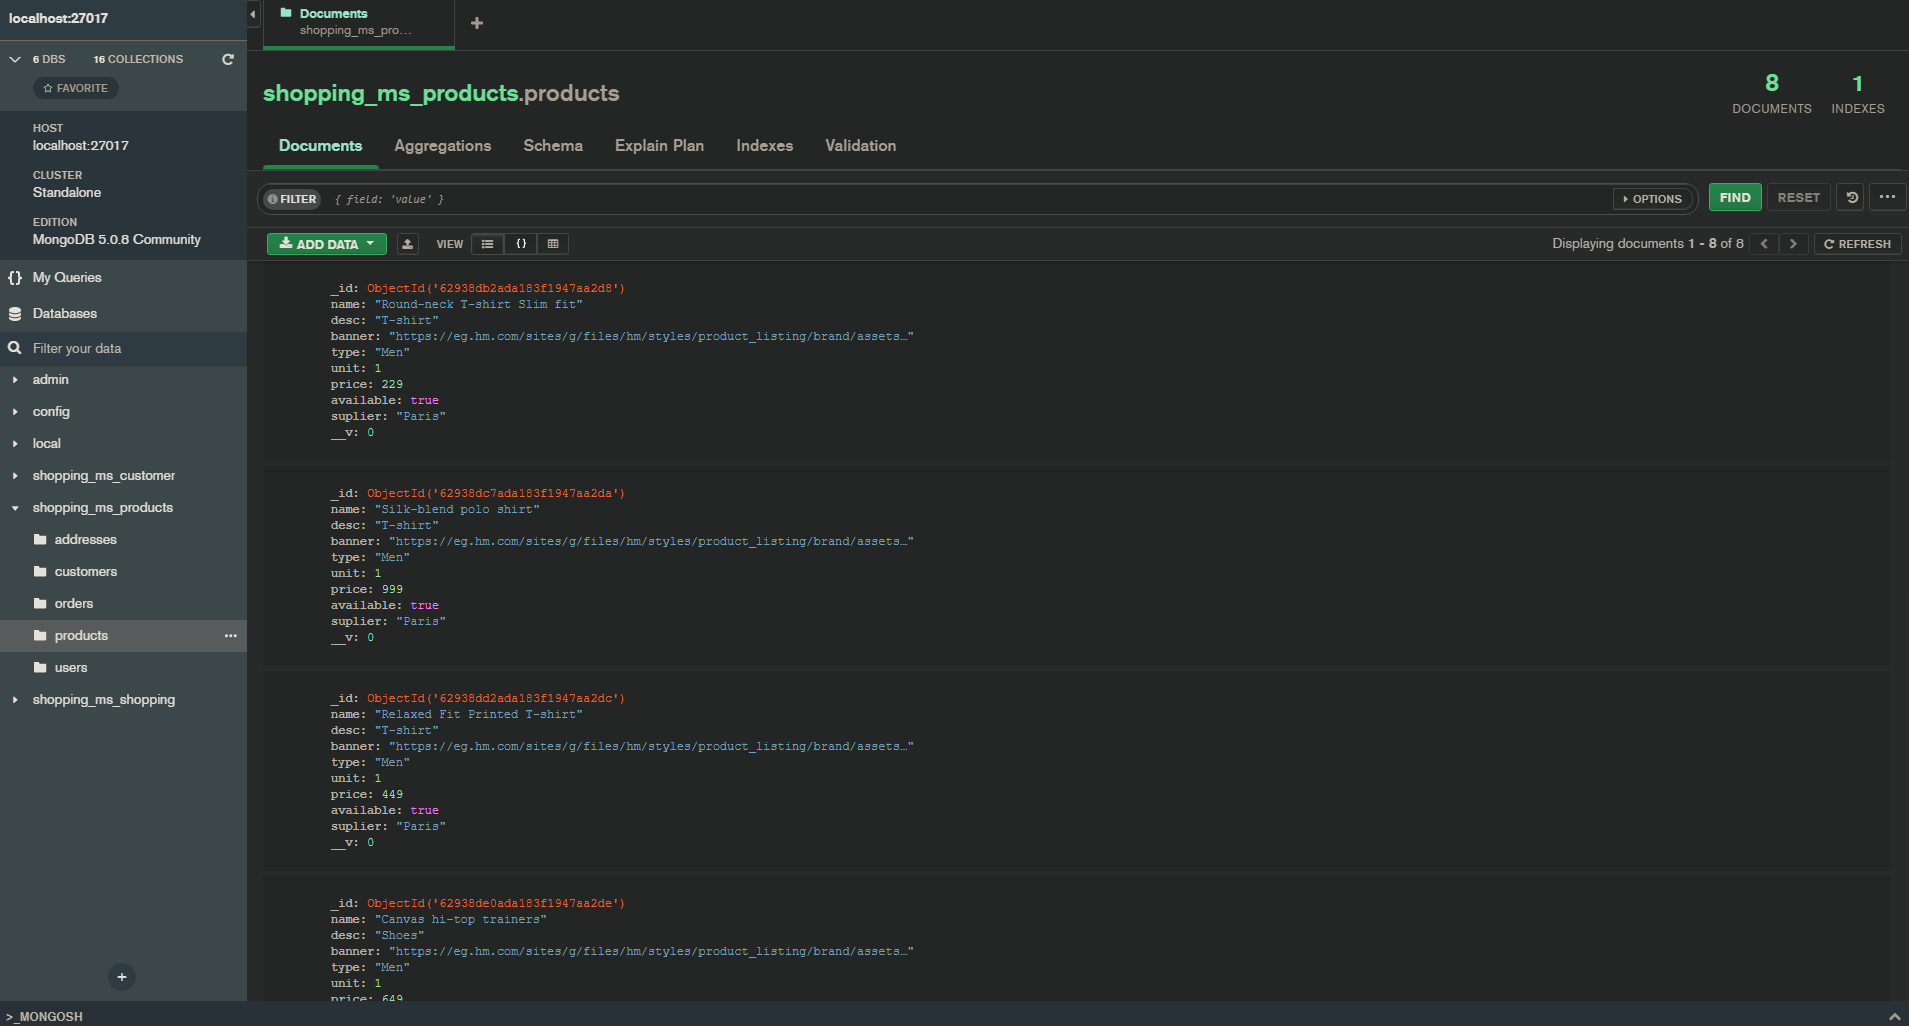 localhost:27017
6 DBS 16 COLLECTIONS
FAVORITE
HOST
localhost:27017
CLUSTER
Standalone
EDITION
MongoDB 5.0.8 Community
{} My Queries
Databases
Filter your data
admin
config
local
shopping_ms_customer
shopping_ms_products
addresses
customers
orders
products ...
users
shopping_ms_shopping
+
Documents
shopping_ms_pro...
+
shopping_ms_products.products
8
DOCUMENTS
1
INDEXES
Documents Aggregations Schema Explain Plan Indexes Validation
FILTER { field: 'value' } OPTIONS FIND RESET ...
ADD DATA VIEW {} Displaying documents 1 - 8 of 8 < > REFRESH
_id: ObjectId('62938db2ada183f1947aa2d8')
name: "Round-neck T-shirt Slim fit"
desc: "T-shirt"
banner: "https://eg.hm.com/sites/g/files/hm/styles/product_listing/brand/assets…"
type: "Men"
unit: 1
price: 229
available: true
suplier: "Paris"
__v: 0
_id: ObjectId('62938dc7ada183f1947aa2da')
name: "Silk-blend polo shirt"
desc: "T-shirt"
banner: "https://eg.hm.com/sites/g/files/hm/styles/product_listing/brand/assets…"
type: "Men"
unit: 1
price: 999
available: true
suplier: "Paris"
__v: 0
_id: ObjectId('62938dd2ada183f1947aa2dc')
name: "Relaxed Fit Printed T-shirt"
desc: "T-shirt"
banner: "https://eg.hm.com/sites/g/files/hm/styles/product_listing/brand/assets…"
type: "Men"
unit: 1
price: 449
available: true
suplier: "Paris"
__v: 0
_id: ObjectId('62938de0ada183f1947aa2de')
name: "Canvas hi-top trainers"
desc: "Shoes"
banner: "https://eg.hm.com/sites/g/files/hm/styles/product_listing/brand/assets…"
type: "Men"
unit: 1
price: 649
>_MONGOSH